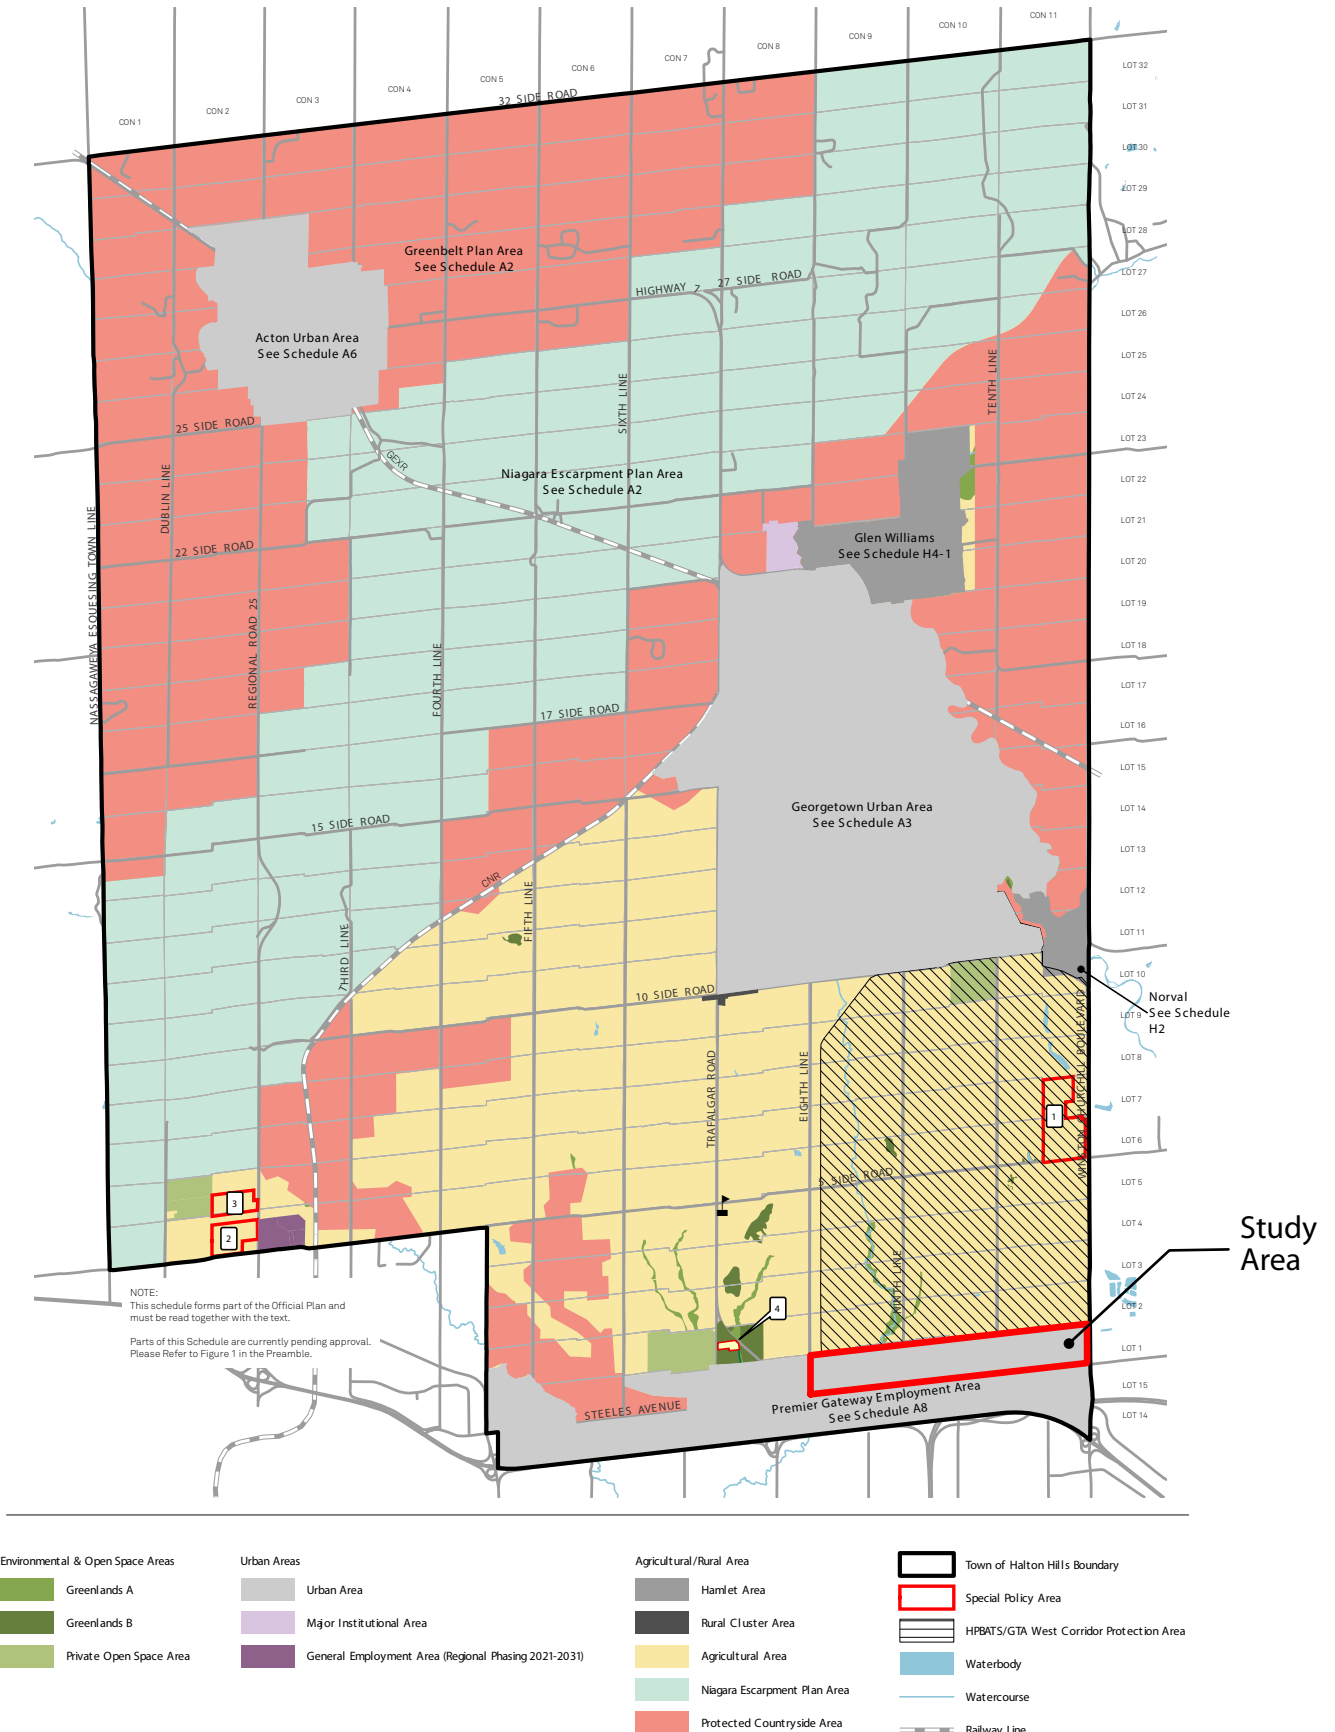 CON 11
CON 10
CON 9
CON 8
CON 7
CON 6
CON 5
CON 4
CON 3
CON 2
CON 1
32 SIDE ROAD
LOT 32
LOT 31
LOT 30
LOT 29
LOT 28
LOT 27
LOT 26
LOT 25
LOT 24
LOT 23
LOT 22
LOT 21
LOT 20
LOT 19
LOT 18
LOT 17
LOT 16
LOT 15
LOT 14
LOT 13
LOT 12
LOT 11
LOT 10
LOT 9
LOT 8
LOT 7
LOT 6
LOT 5
LOT 4
LOT 3
LOT 2
LOT 1
LOT 15
LOT 14
Greenbelt Plan Area
See Schedule A2
HIGHWAY 7
27 SIDE ROAD
Acton Urban Area
See Schedule A6
SIXTH LINE
TENTH LINE
25 SIDE ROAD
GEXR
DUBLIN LINE
Niagara Escarpment Plan Area
See Schedule A2
22 SIDE ROAD
Glen Williams
See Schedule H4-1
NASSAGAWEYA ESQUESING TOWN LINE
REGIONAL ROAD 25
FOURTH LINE
17 SIDE ROAD
15 SIDE ROAD
Georgetown Urban Area
See Schedule A3
CNR
FIFTH LINE
THIRD LINE
10 SIDE ROAD
Norval
See Schedule
H2
TRAFALGAR ROAD
EIGHTH LINE
WINSTON CHURCHILL BOULEVARD
1
5 SIDE ROAD
3
2
NINTH LINE
4
Study
Area
NOTE:
This schedule forms part of the Official Plan and
must be read together with the text.
Parts of this Schedule are currently pending approval.
Please Refer to Figure 1 in the Preamble.
Premier Gateway Employment Area
See Schedule A8
STEELES AVENUE
Environmental & Open Space Areas
Greenlands A
Greenlands B
Private Open Space Area
Urban Areas
Urban Area
Major Institutional Area
General Employment Area (Regional Phasing 2021-2031)
Agricultural/Rural Area
Hamlet Area
Rural Cluster Area
Agricultural Area
Niagara Escarpment Plan Area
Protected Countryside Area
Town of Halton Hills Boundary
Special Policy Area
HPBATS/GTA West Corridor Protection Area
Waterbody
Watercourse
Railway Line